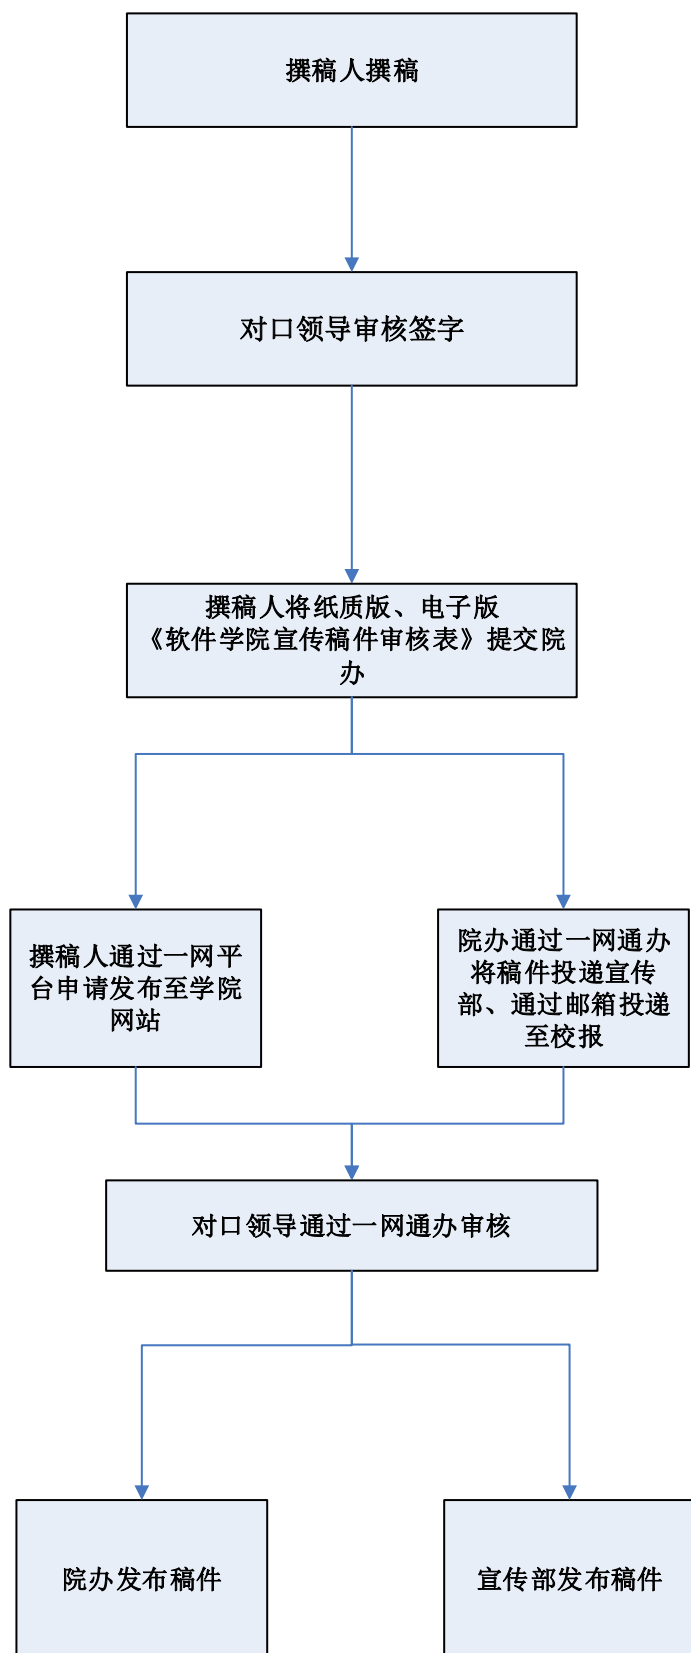 撰稿人撰稿
对口领导审核签字
撰稿人将纸质版、电子版
《软件学院宣传稿件审核表》提交院
办
撰稿人通过一网平
台申请发布至学院
网站
院办通过一网通办
将稿件投递宣传
部、通过邮箱投递
至校报
对口领导通过一网通办审核
院办发布稿件
宣传部发布稿件